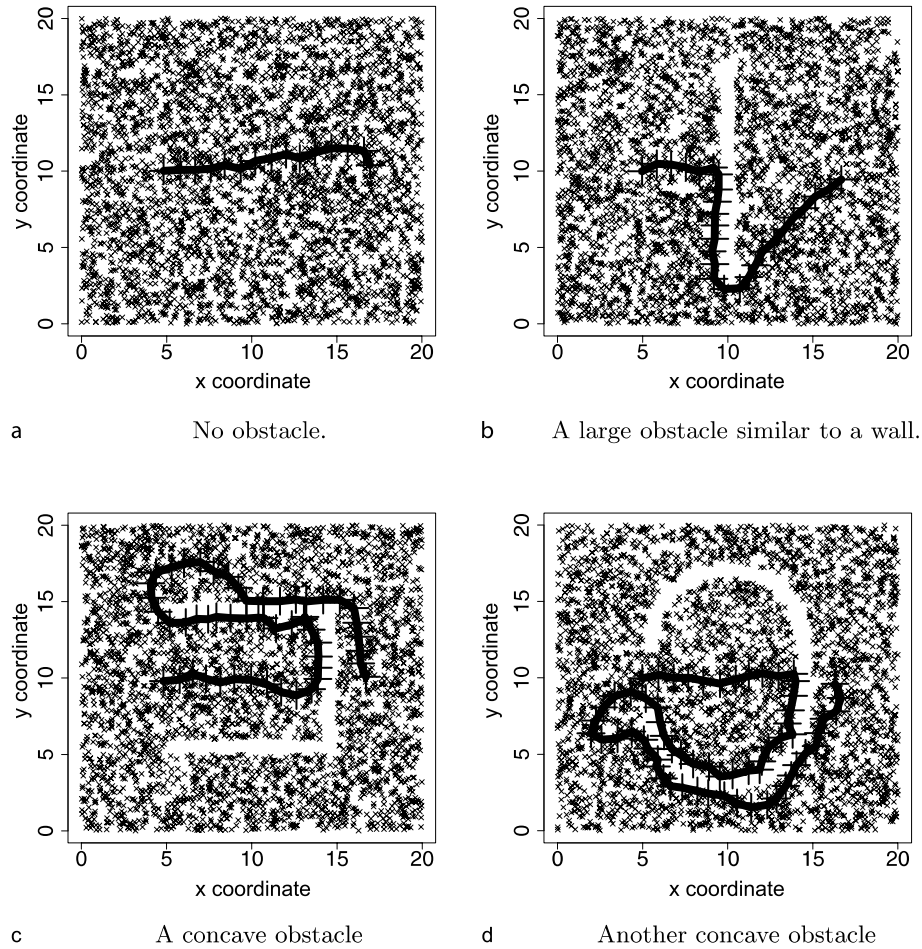 20
15
10
5
0
y coordinate
0 5 10 15 20
x coordinate
a No obstacle.
20
15
10
5
0
y coordinate
0 5 10 15 20
x coordinate
b A large obstacle similar to a wall.
20
15
10
5
0
y coordinate
0 5 10 15 20
x coordinate
c A concave obstacle
20
15
10
5
0
y coordinate
0 5 10 15 20
x coordinate
d Another concave obstacle